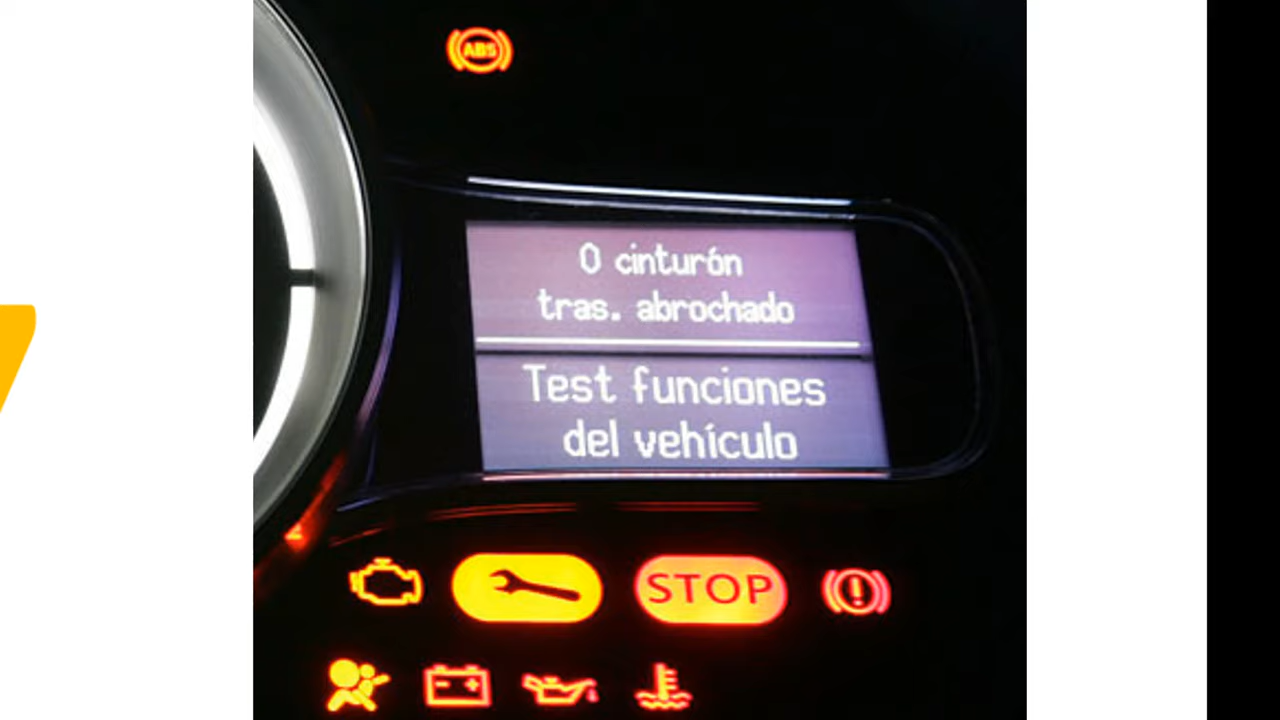 ABS
0 cinturón
tras. abrochado
Test funciones
del vehículo
STOP